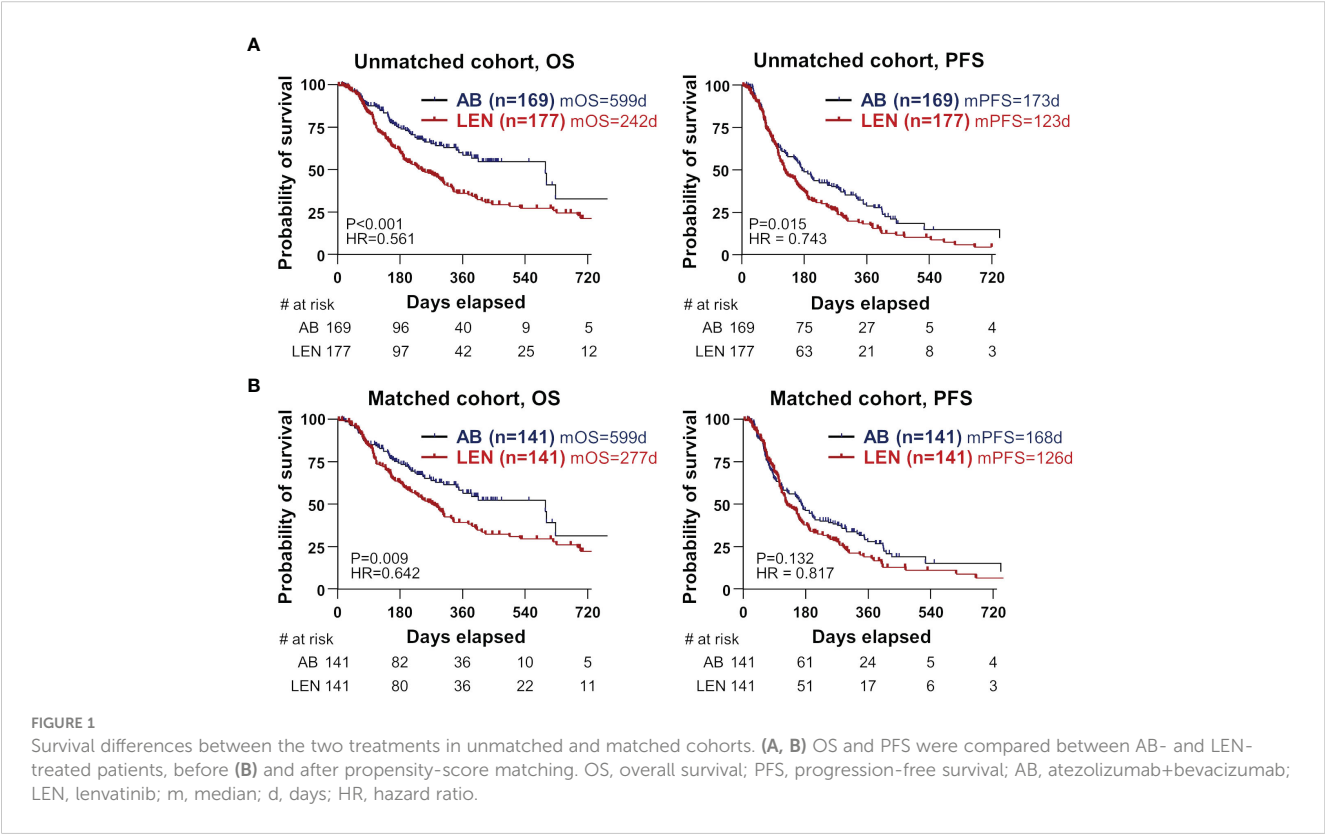 A
Unmatched cohort, OS
Probability of survival
100
75
50
25
0
AB (n=169) mOS=599d
LEN (n=177) mOS=242d
P<0.001
HR=0.561
0 180 360 540 720
Days elapsed
# at risk
AB 169 96 40 9 5
LEN 177 97 42 25 12
Unmatched cohort, PFS
Probability of survival
100
75
50
25
0
AB (n=169) mPFS=173d
LEN (n=177) mPFS=123d
P=0.015
HR = 0.743
0 180 360 540 720
Days elapsed
# at risk
AB 169 75 27 5 4
LEN 177 63 21 8 3
B
Matched cohort, OS
Probability of survival
100
75
50
25
0
AB (n=141) mOS=599d
LEN (n=141) mOS=277d
P=0.009
HR=0.642
0 180 360 540 720
Days elapsed
# at risk
AB 141 82 36 10 5
LEN 141 80 36 22 11
Matched cohort, PFS
Probability of survival
100
75
50
25
0
AB (n=141) mPFS=168d
LEN (n=141) mPFS=126d
P=0.132
HR = 0.817
0 180 360 540 720
Days elapsed
# at risk
AB 141 61 24 5 4
LEN 141 51 17 6 3
FIGURE 1
Survival differences between the two treatments in unmatched and matched cohorts. (A, B) OS and PFS were compared between AB- and LEN-
treated patients, before (B) and after propensity-score matching. OS, overall survival; PFS, progression-free survival; AB, atezolizumab+bevacizumab;
LEN, lenvatinib; m, median; d, days; HR, hazard ratio.